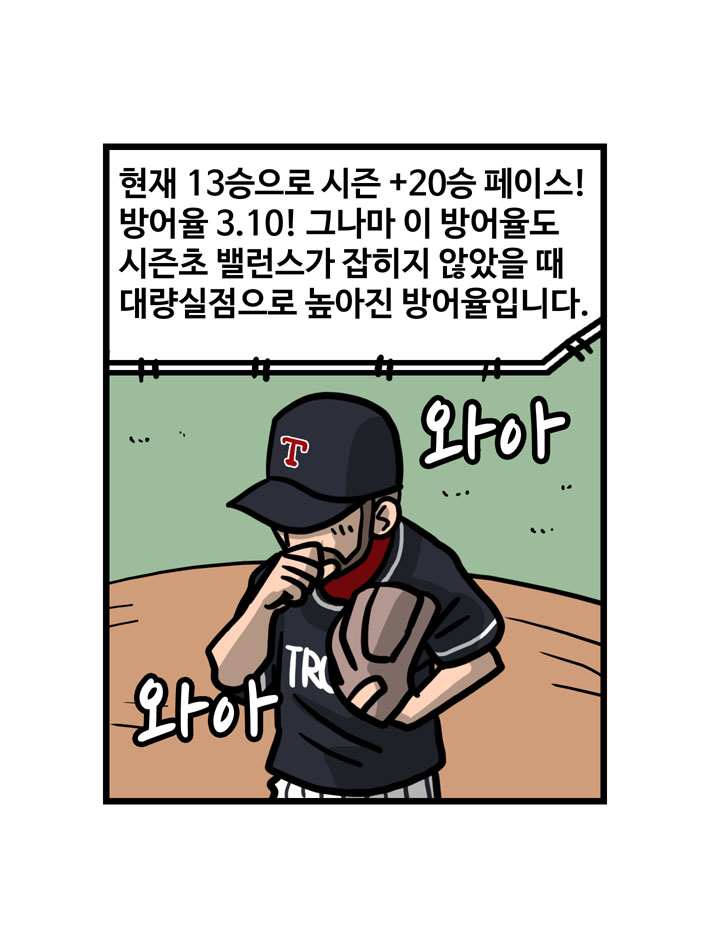 현재 13승으로 시즌 +20승 페이스!
방어율 3.10! 그나마 이 방어율도
시즌초 밸런스가 잡히지 않았을 때
대량실점으로 높아진 방어율입니다.
와아
T
TRO
와아